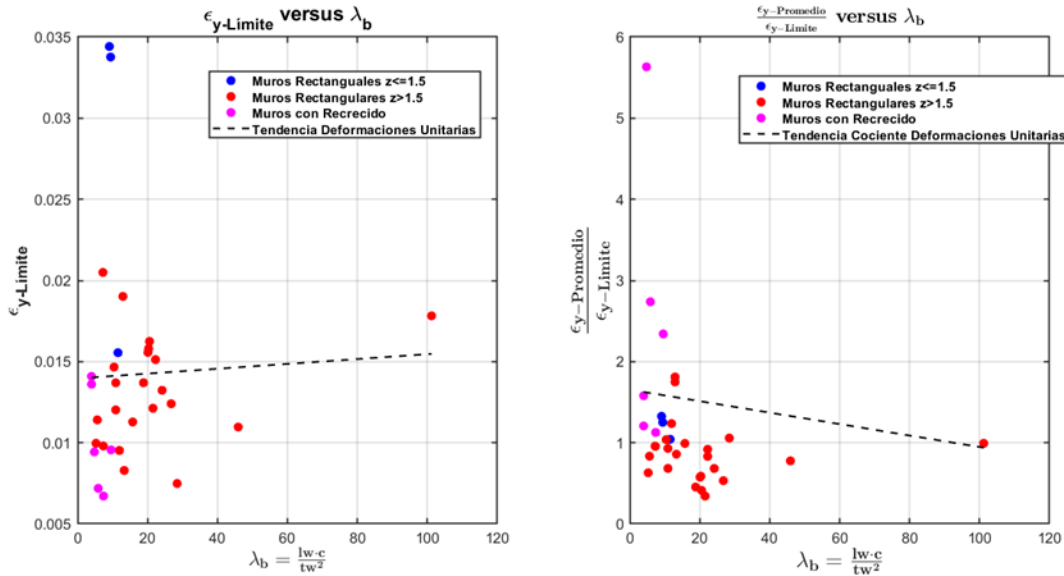 ϵy-Límite versus λb
0.035
0.03
0.025
0.02
0.015
0.01
0.005
0 20 40 60 80 100 120
ϵy-Límite
λb = lw·c/tw²
Muros Rectanguales z<=1.5
Muros Rectangulares z>1.5
Muros con Recrecido
Tendencia Deformaciones Unitarias
ϵy−Promedio/ϵy−Limite versus λb
6
5
4
3
2
1
0
0 20 40 60 80 100 120
ϵy−Promedio/ϵy−Limite
λb = lw·c/tw²
Muros Rectanguales z<=1.5
Muros Rectangulares z>1.5
Muros con Recrecido
Tendencia Cociente Deformaciones Unitarias